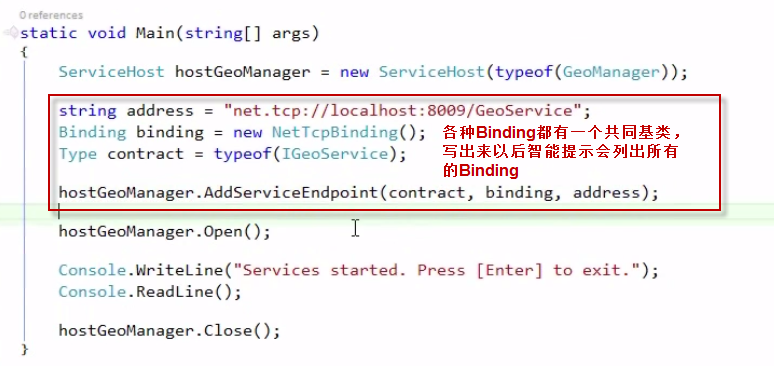 0 references
static void Main(string[] args)
{
ServiceHost hostGeoManager = new ServiceHost(typeof(GeoManager));
string address = "net.tcp://localhost:8009/GeoService";
Binding binding = new NetTcpBinding();
Type contract = typeof(IGeoService);
各种Binding都有一个共同基类，
写出来以后智能提示会列出所有
的Binding
hostGeoManager.AddServiceEndpoint(contract, binding, address);
hostGeoManager.Open();
Console.WriteLine("Services started. Press [Enter] to exit.");
Console.ReadLine();
hostGeoManager.Close();
}